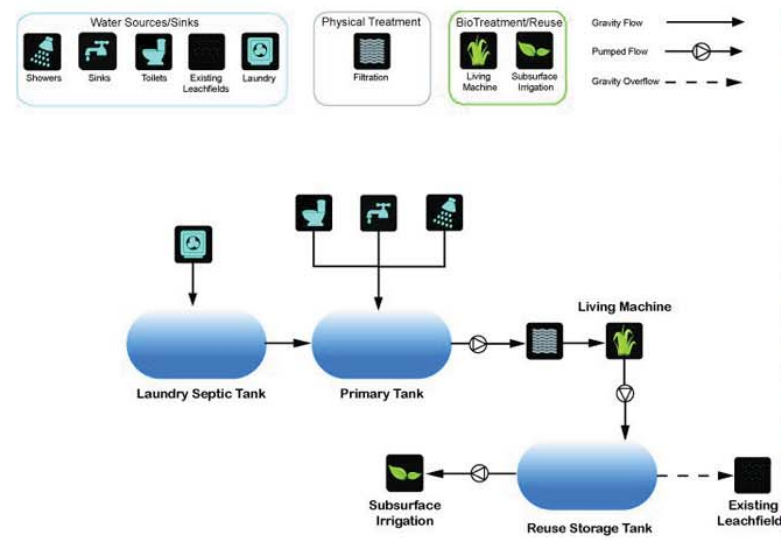 Water Sources/Sinks
Showers
Sinks
Toilets
Existing
Leachfields
Laundry
Physical Treatment
Filtration
BioTreatment/Reuse
Living
Machine
Subsurface
Irrigation
Gravity Flow
Pumped Flow
Gravity Overflow
Laundry Septic Tank
Primary Tank
Living Machine
Subsurface
Irrigation
Reuse Storage Tank
Existing
Leachfield